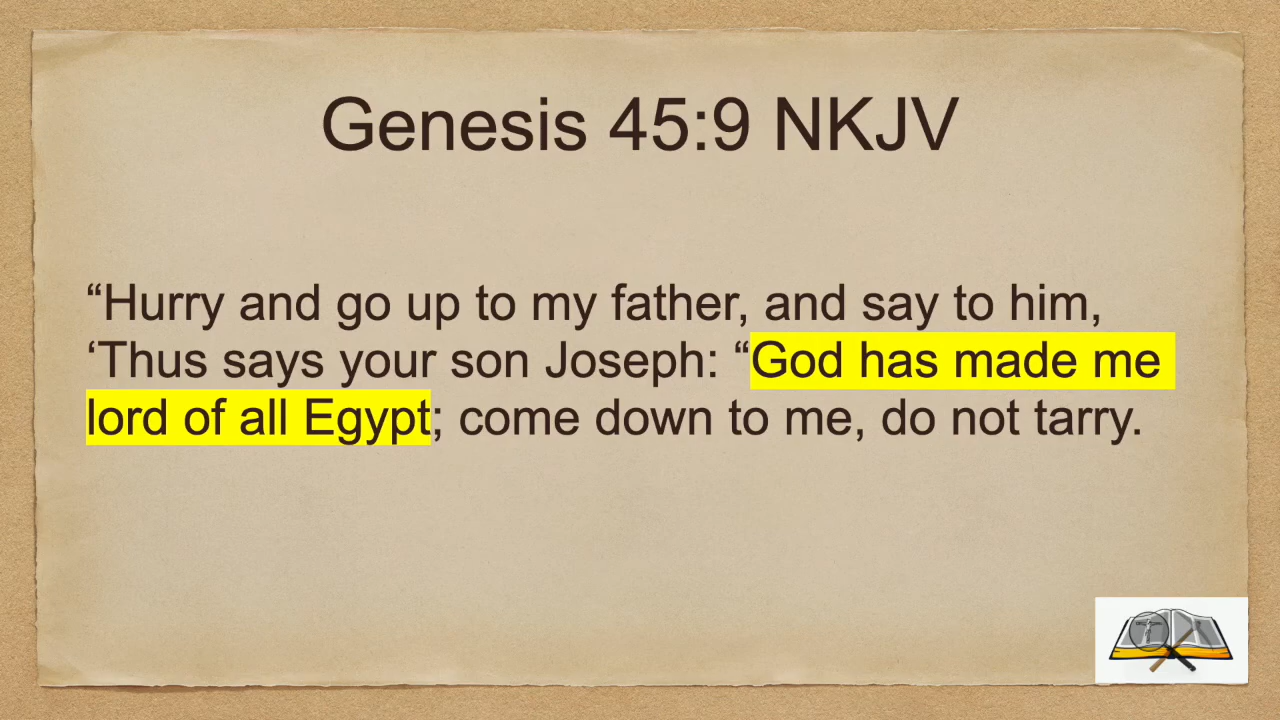 Genesis 45:9 NKJV
“Hurry and go up to my father, and say to him,
‘Thus says your son Joseph: “God has made me
lord of all Egypt; come down to me, do not tarry.